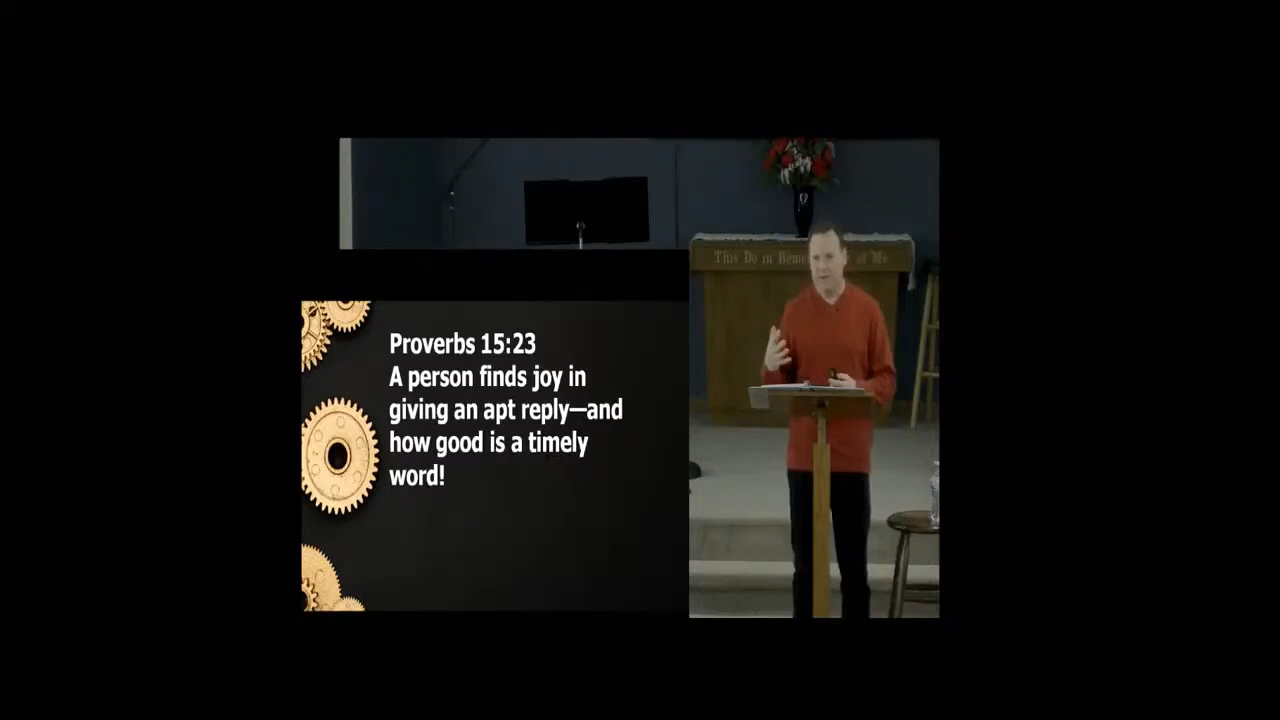 This Do in Reme of Me
Proverbs 15:23
A person finds joy in
giving an apt reply—and
how good is a timely
word!